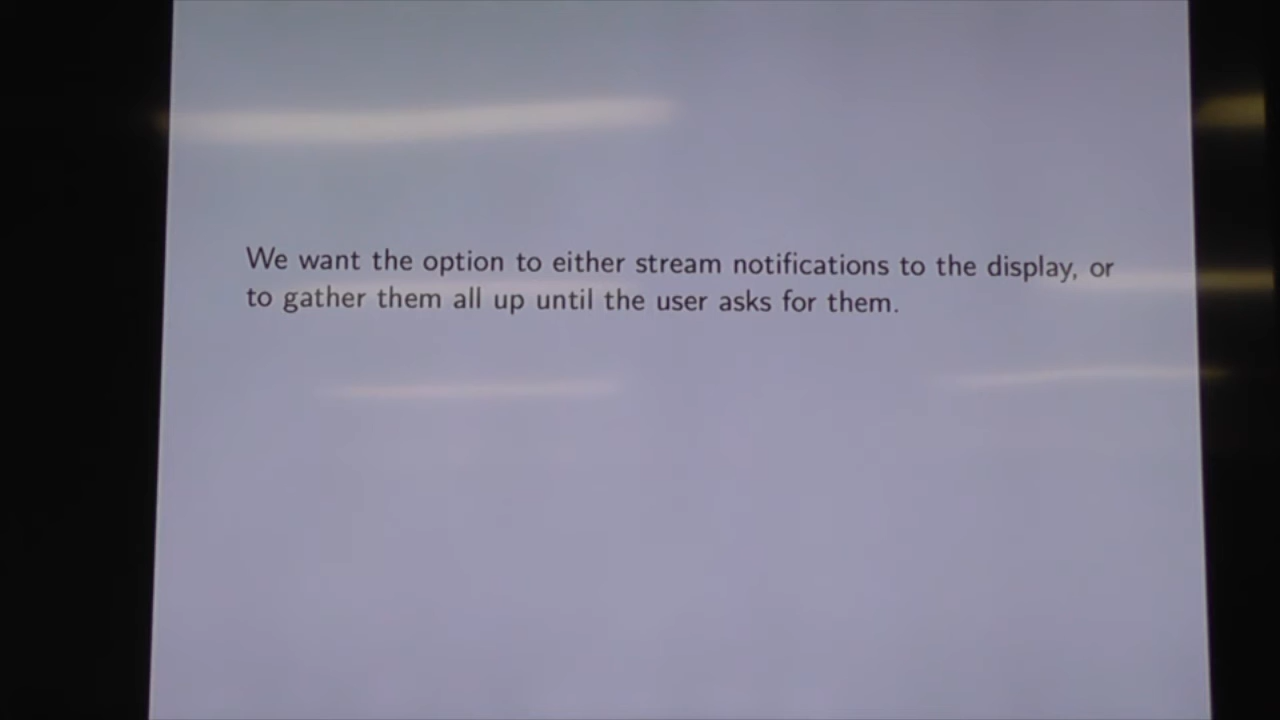 We want the option to either stream notifications to the display, or
to gather them all up until the user asks for them.